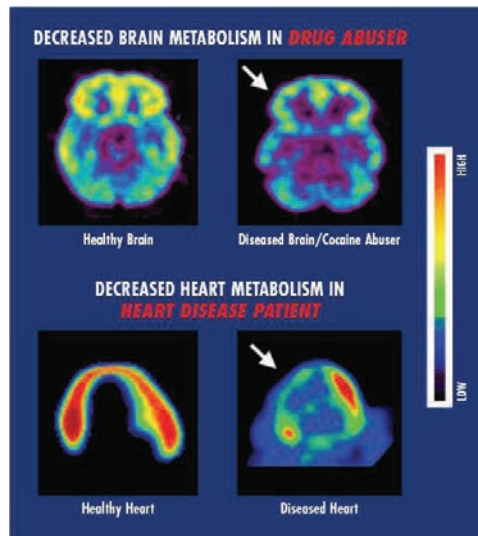 DECREASED BRAIN METABOLISM IN DRUG ABUSER
Healthy Brain
Diseased Brain/Cocaine Abuser
DECREASED HEART METABOLISM IN
HEART DISEASE PATIENT
Healthy Heart
Diseased Heart
HIGH
LOW